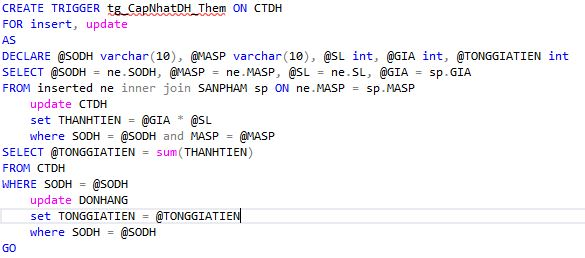 CREATE TRIGGER tg_CapNhatDH_Them ON CTDH
FOR insert, update
AS
DECLARE @SODH varchar(10), @MASP varchar(10), @SL int, @GIA int, @TONGGIATIEN int
SELECT @SODH = ne.SODH, @MASP = ne.MASP, @SL = ne.SL, @GIA = sp.GIA
FROM inserted ne inner join SANPHAM sp ON ne.MASP = sp.MASP
update CTDH
set THANHTIEN = @GIA * @SL
where SODH = @SODH and MASP = @MASP
SELECT @TONGGIATIEN = sum(THANHTIEN)
FROM CTDH
WHERE SODH = @SODH
update DONHANG
set TONGGIATIEN = @TONGGIATIEN
where SODH = @SODH
GO